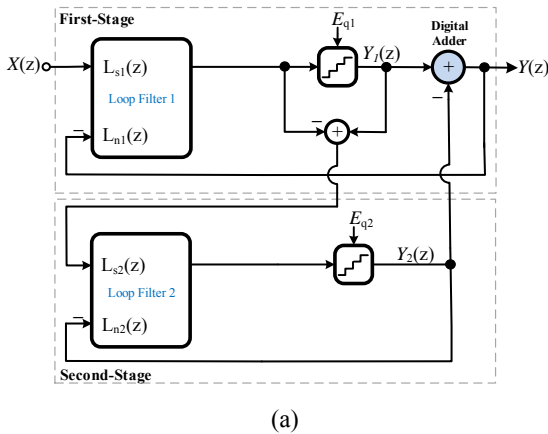 First-Stage
E_q1
Digital
Adder
X(z)
L_s1(z)
Y_1(z)
+
Y(z)
Loop Filter 1
−
−
+
−
L_n1(z)
−
E_q2
L_s2(z)
Y_2(z)
Loop Filter 2
−
L_n2(z)
Second-Stage
(a)